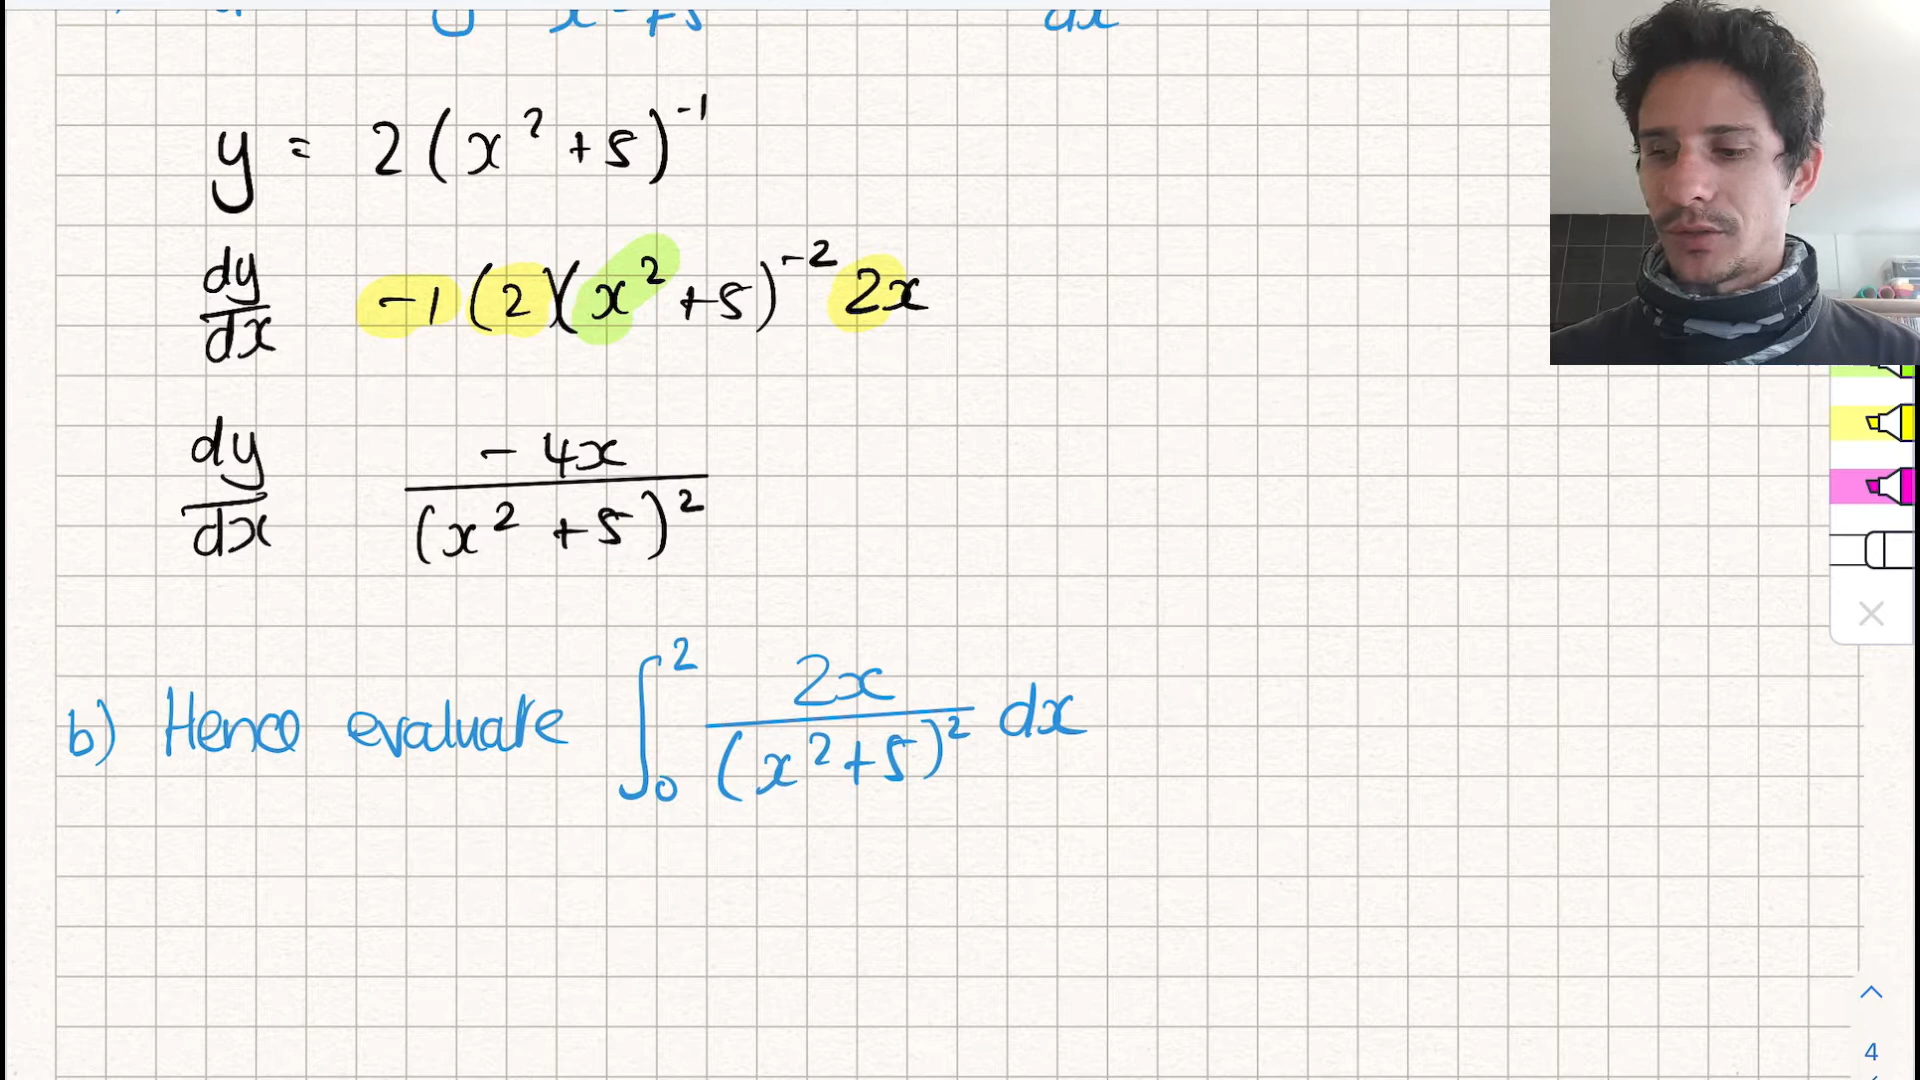 y = 2(x² + 5)⁻¹
dy/dx -1(2)(x² + 5)⁻² 2x
dy/dx -4x/(x² + 5)²
b) Hence evaluate ∫₀² 2x/(x²+5)² dx
4